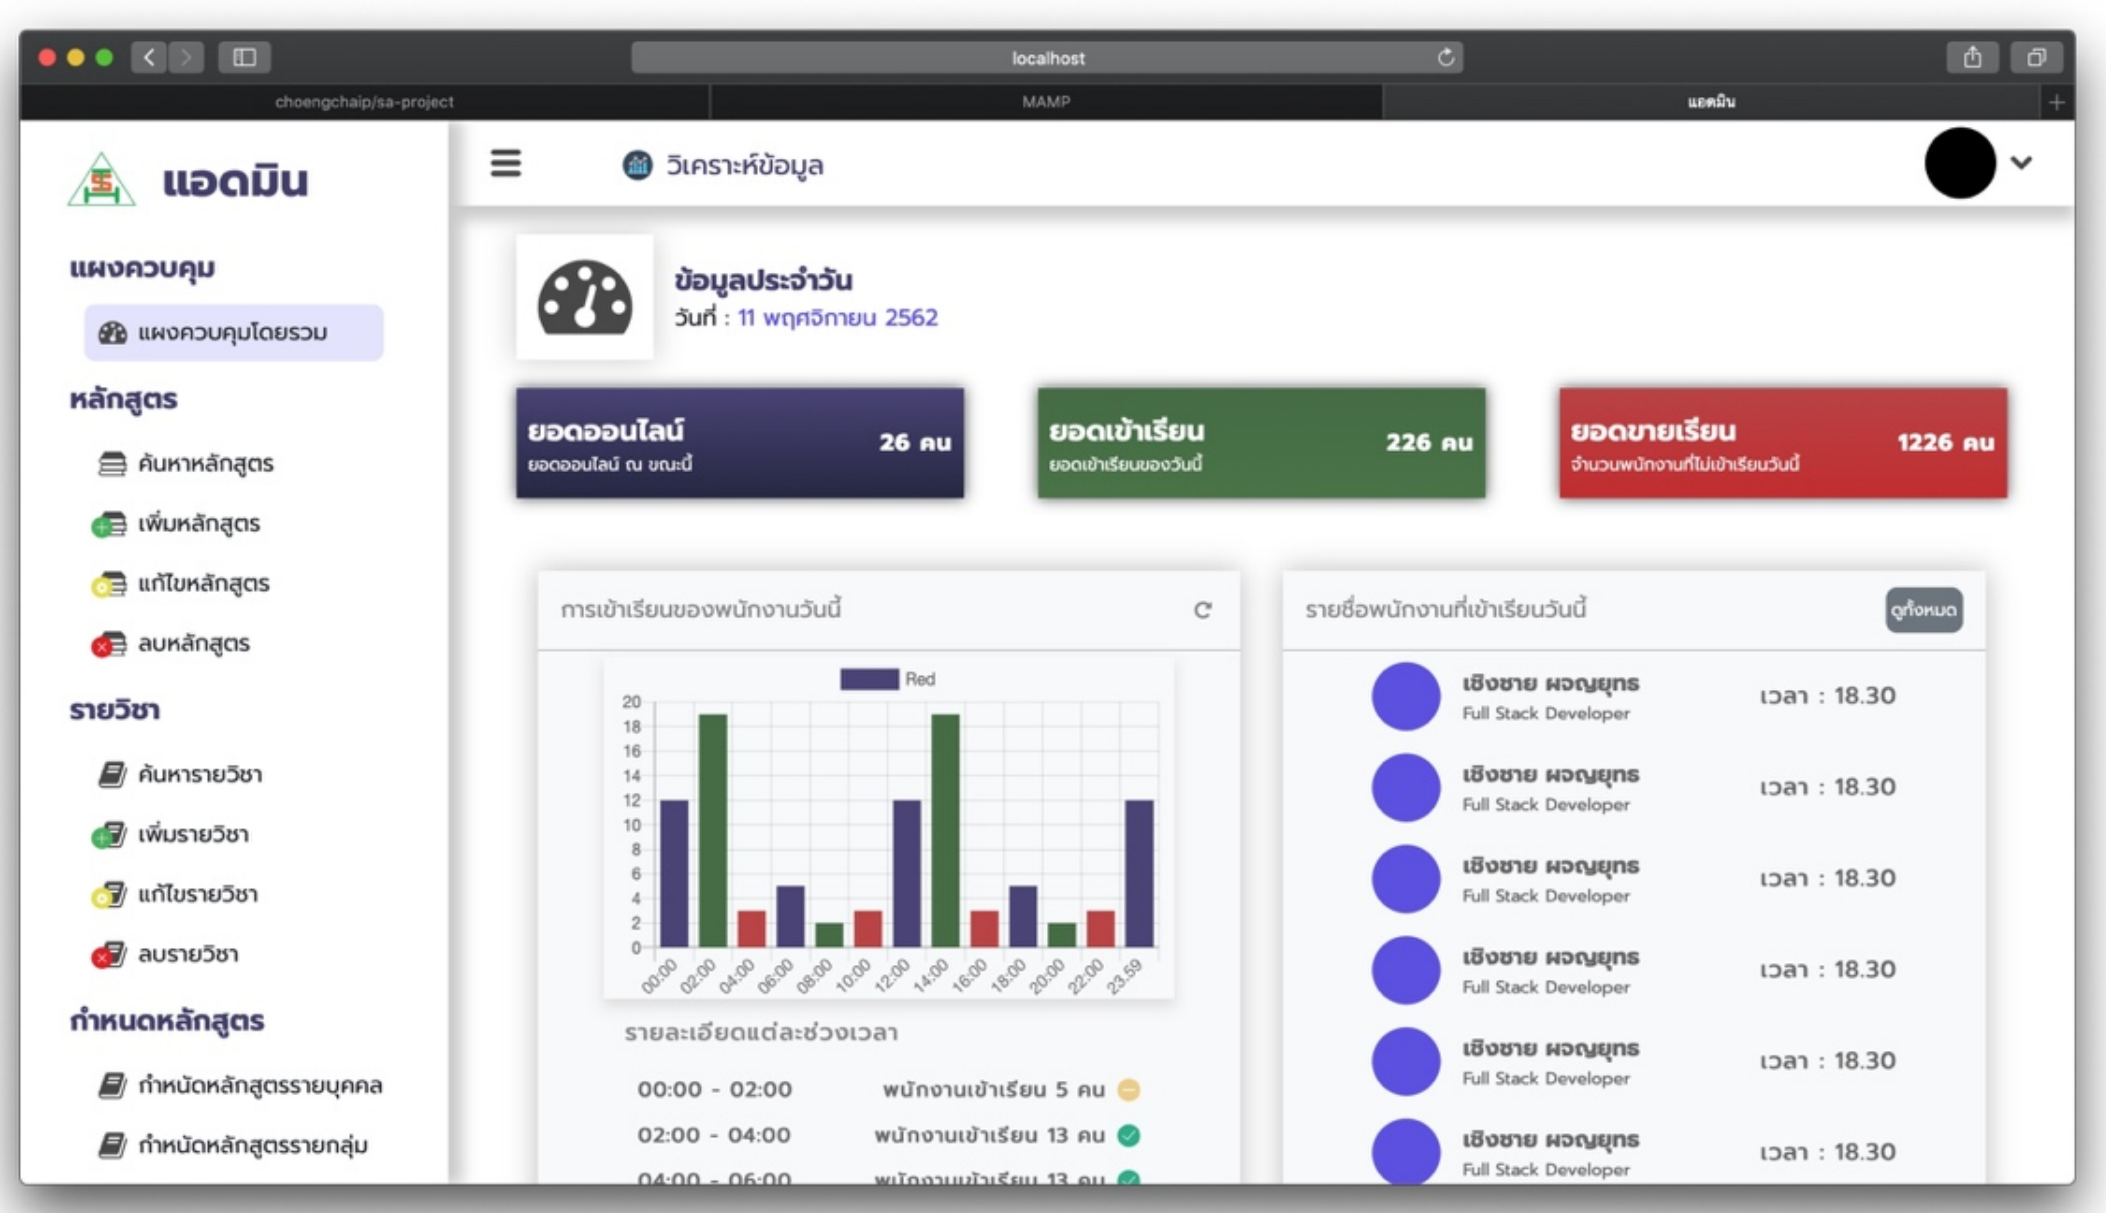 localhost
choengchaip/sa-project
MAMP
แอดมิน
แอดมิน
วิเคราะห์ข้อมูล
แผงควบคุม
แผงควบคุมโดยรวม
หลักสูตร
ค้นหาหลักสูตร
เพิ่มหลักสูตร
แก้ไขหลักสูตร
ลบหลักสูตร
รายวิชา
ค้นหารายวิชา
เพิ่มรายวิชา
แก้ไขรายวิชา
ลบรายวิชา
กำหนดหลักสูตร
กำหนัดหลักสูตรรายบุคคล
กำหนัดหลักสูตรรายกลุ่ม
ข้อมูลประจำวัน
วันที่ : 11 พฤศจิกายน 2562
ยอดออนไลน์
ยอดออนไลน์ ณ ขณะนี้
26 คน
ยอดเข้าเรียน
ยอดเข้าเรียนของวันนี้
226 คน
ยอดขายเรียน
จำนวนพนักงานที่ไม่เข้าเรียนวันนี้
1226 คน
การเข้าเรียนของพนักงานวันนี้
Red
20
18
16
14
12
10
8
6
4
2
0
00:00 02:00 04:00 06:00 08:00 10:00 12:00 14:00 16:00 18:00 20:00 22:00 23.59
รายละเอียดแต่ละช่วงเวลา
00:00 - 02:00 พนักงานเข้าเรียน 5 คน
02:00 - 04:00 พนักงานเข้าเรียน 13 คน
04:00 - 06:00 พนักงานเข้าเรียน 13 คน
รายชื่อพนักงานที่เข้าเรียนวันนี้
ดูทั้งหมด
เชิงชาย ผจญยุทธ
Full Stack Developer
เวลา : 18.30
เชิงชาย ผจญยุทธ
Full Stack Developer
เวลา : 18.30
เชิงชาย ผจญยุทธ
Full Stack Developer
เวลา : 18.30
เชิงชาย ผจญยุทธ
Full Stack Developer
เวลา : 18.30
เชิงชาย ผจญยุทธ
Full Stack Developer
เวลา : 18.30
เชิงชาย ผจญยุทธ
Full Stack Developer
เวลา : 18.30